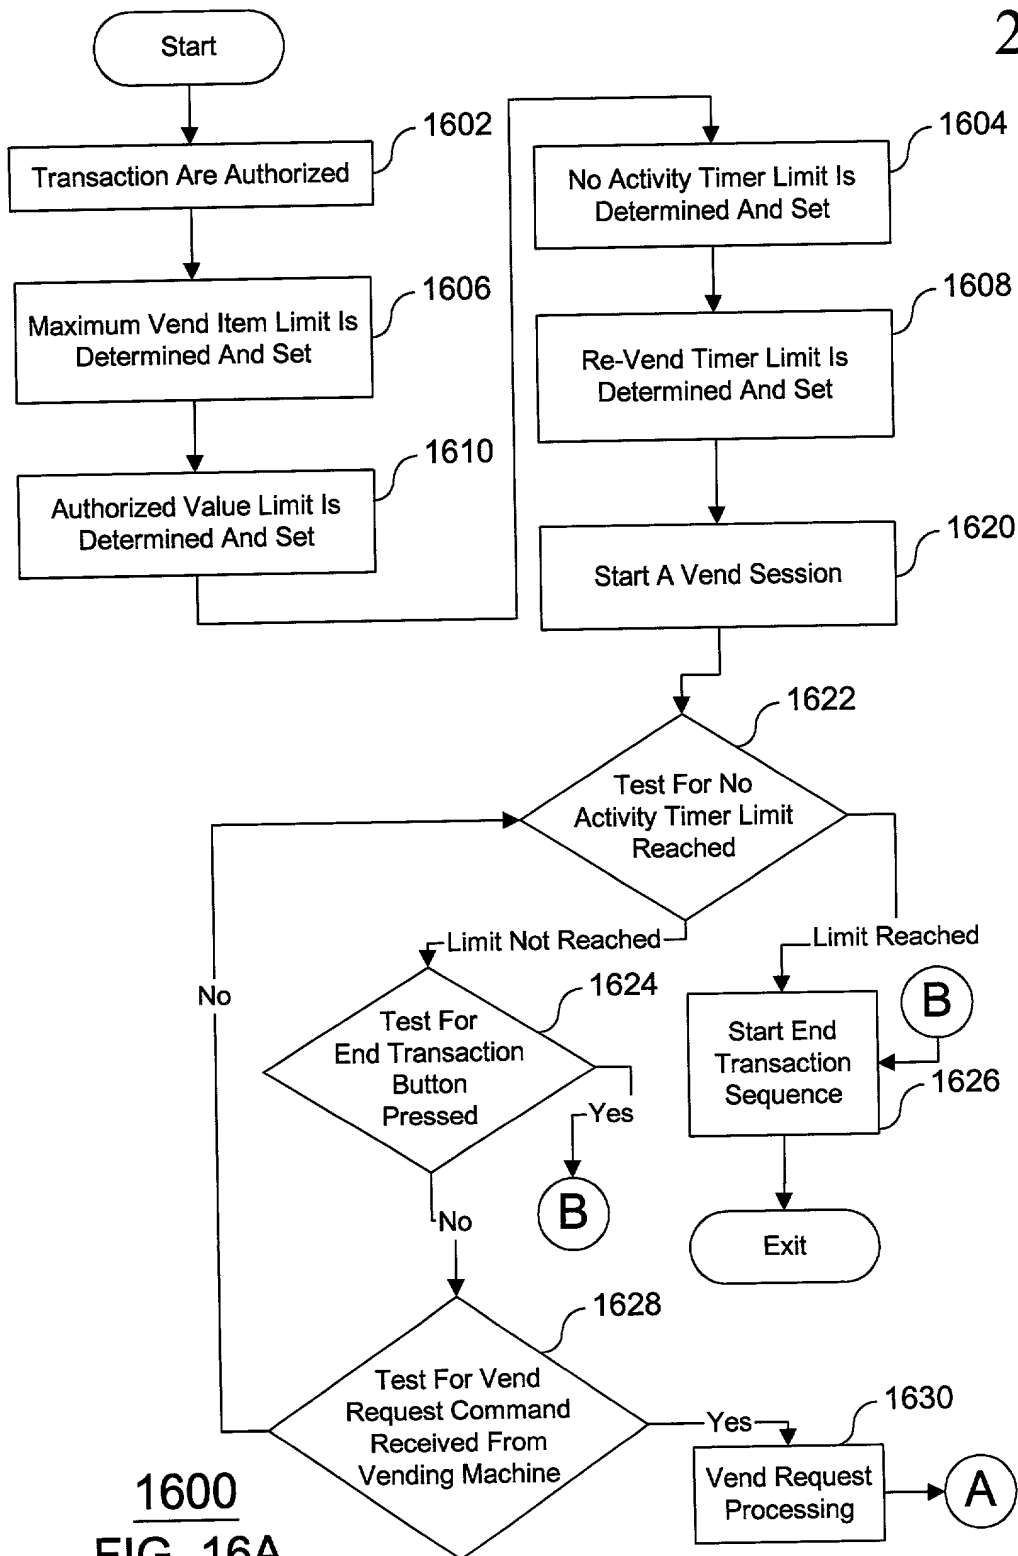 2
Start
1602
Transaction Are Authorized
1606
Maximum Vend Item Limit Is
Determined And Set
1610
Authorized Value Limit Is
Determined And Set
1604
No Activity Timer Limit Is
Determined And Set
1608
Re-Vend Timer Limit Is
Determined And Set
1620
Start A Vend Session
1622
Test For No
Activity Timer Limit
Reached
Limit Not Reached
Limit Reached
No
1624
Test For
End Transaction
Button
Pressed
Yes
B
B
Start End
Transaction
Sequence
1626
No
Exit
1628
Test For Vend
Request Command
Received From
Vending Machine
Yes
1630
Vend Request
Processing
A
1600
FIG. 16A